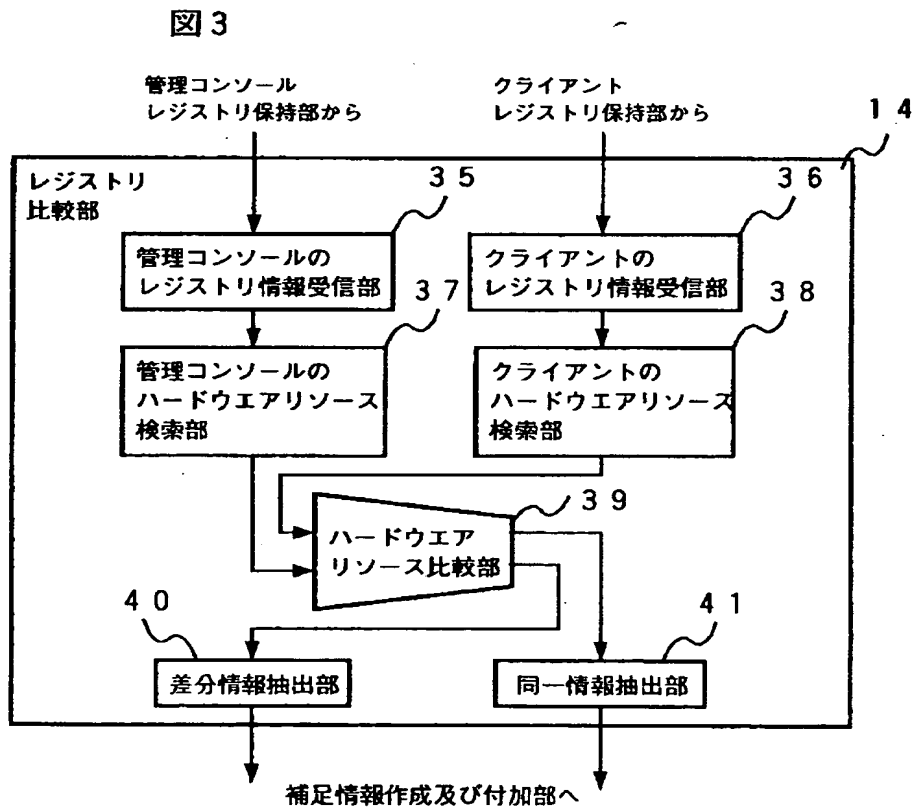 図3
管理コンソール
レジストリ保持部から
クライアント
レジストリ保持部から
14
レジストリ
比較部
35
36
管理コンソールの
レジストリ情報受信部
クライアントの
レジストリ情報受信部
37
38
管理コンソールの
ハードウエアリソース
検索部
クライアントの
ハードウエアリソース
検索部
39
ハードウエア
リソース比較部
40
41
差分情報抽出部
同一情報抽出部
補足情報作成及び付加部へ